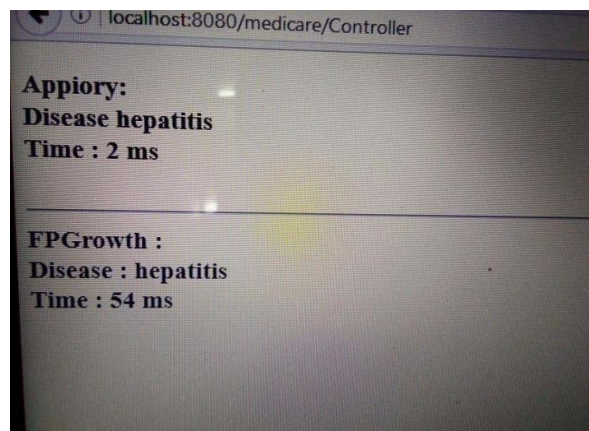 localhost:8080/medicare/Controller
Appiory:
Disease hepatitis
Time : 2 ms
FPGrowth :
Disease : hepatitis
Time : 54 ms